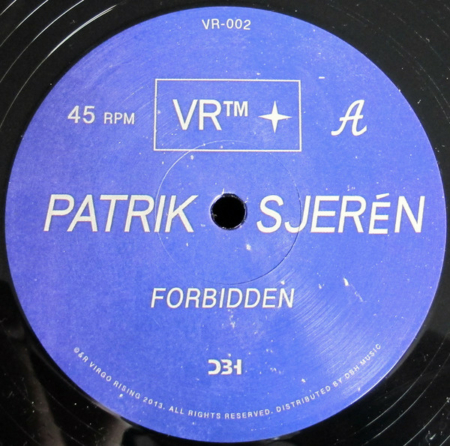 VR-002
VR™
45 RPM
A
PATRIK SJERÉN
FORBIDDEN
DBH
℗&R VIRGO RISING 2013. ALL RIGHTS RESERVED. DISTRIBUTED BY DBH MUSIC